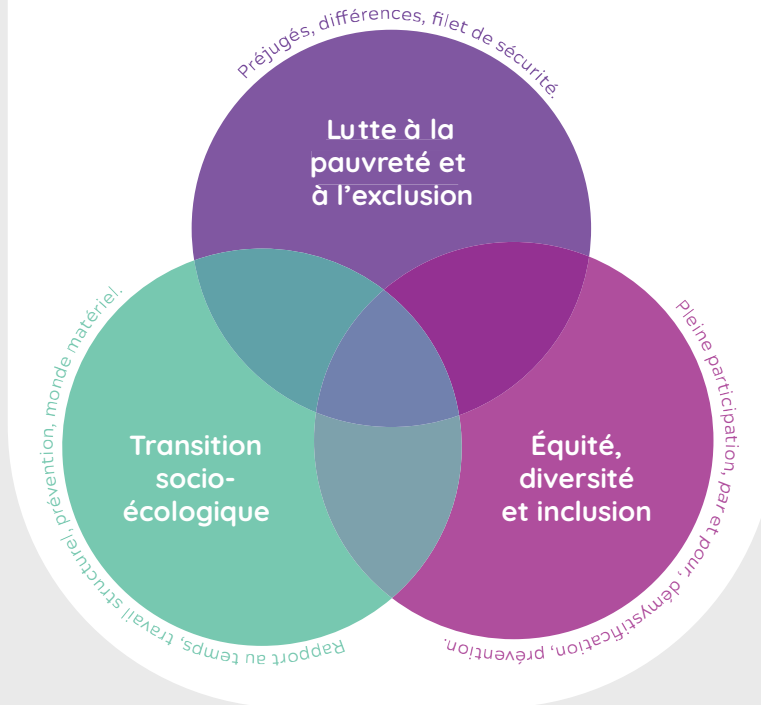 Préjugés, différences, filet de sécurité.
Lutte à la
pauvreté et
à l’exclusion
Rapport au temps, travail structurel, prévention, monde matériel.
Transition
socio-
écologique
Pleine participation, par et pour, démystification, prévention.
Équité,
diversité
et inclusion